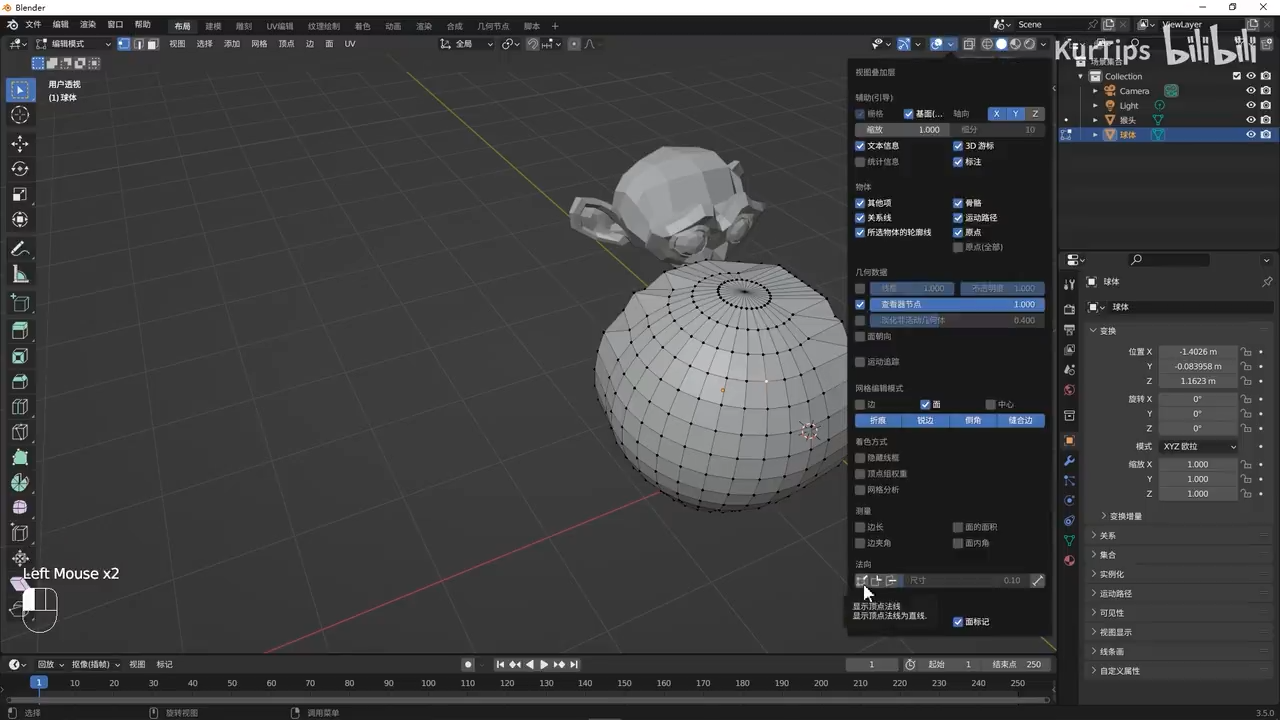 Blender
文件 编辑 渲染 窗口 帮助 布局 建模 雕刻 UV编辑 纹理绘制 着色 动画 渲染 合成 几何节点 脚本 + Scene ViewLayer
编辑模式 视图 选择 添加 网格 顶点 边 面 UV 全局
KurTips bilibili
用户透视
(1) 球体
Left Mouse x2
视图叠加层
辅助(引导)
栅格 基面(... 轴向 X Y Z
缩放 1.000 细分 10
文本信息 3D 游标
统计信息 标注
物体
其他项 骨骼
关系线 运动路径
所选物体的轮廓线 原点
原点(全部)
几何数据
线框 1.000 不透明度 1.000
查看器节点 1.000
淡化非活动几何体 0.400
面朝向
运动追踪
网格编辑模式
边 面 中心
折痕 锐边 倒角 缝合边
着色方式
隐藏线框
顶点组权重
网格分析
测量
边长 面的面积
边夹角 面内角
法向
尺寸 0.10
显示顶点法线
显示顶点法线为直线.
面标记
场景集合
Collection
Camera
Light
猴头
球体
球体
球体
变换
位置 X -1.4026 m
Y -0.083958 m
Z 1.1623 m
旋转 X 0°
Y 0°
Z 0°
模式 XYZ 欧拉
缩放 X 1.000
Y 1.000
Z 1.000
变换增量
关系
集合
实例化
运动路径
可见性
视图显示
线条画
自定义属性
回放 抠像(插帧) 视图 标记 1 起始 1 结束点 250
1 10 20 30 40 50 60 70 80 90 100 110 120 130 140 150 160 170 180 190 200 210 220 230 240 250
选择 旋转视图 调用菜单 3.5.0